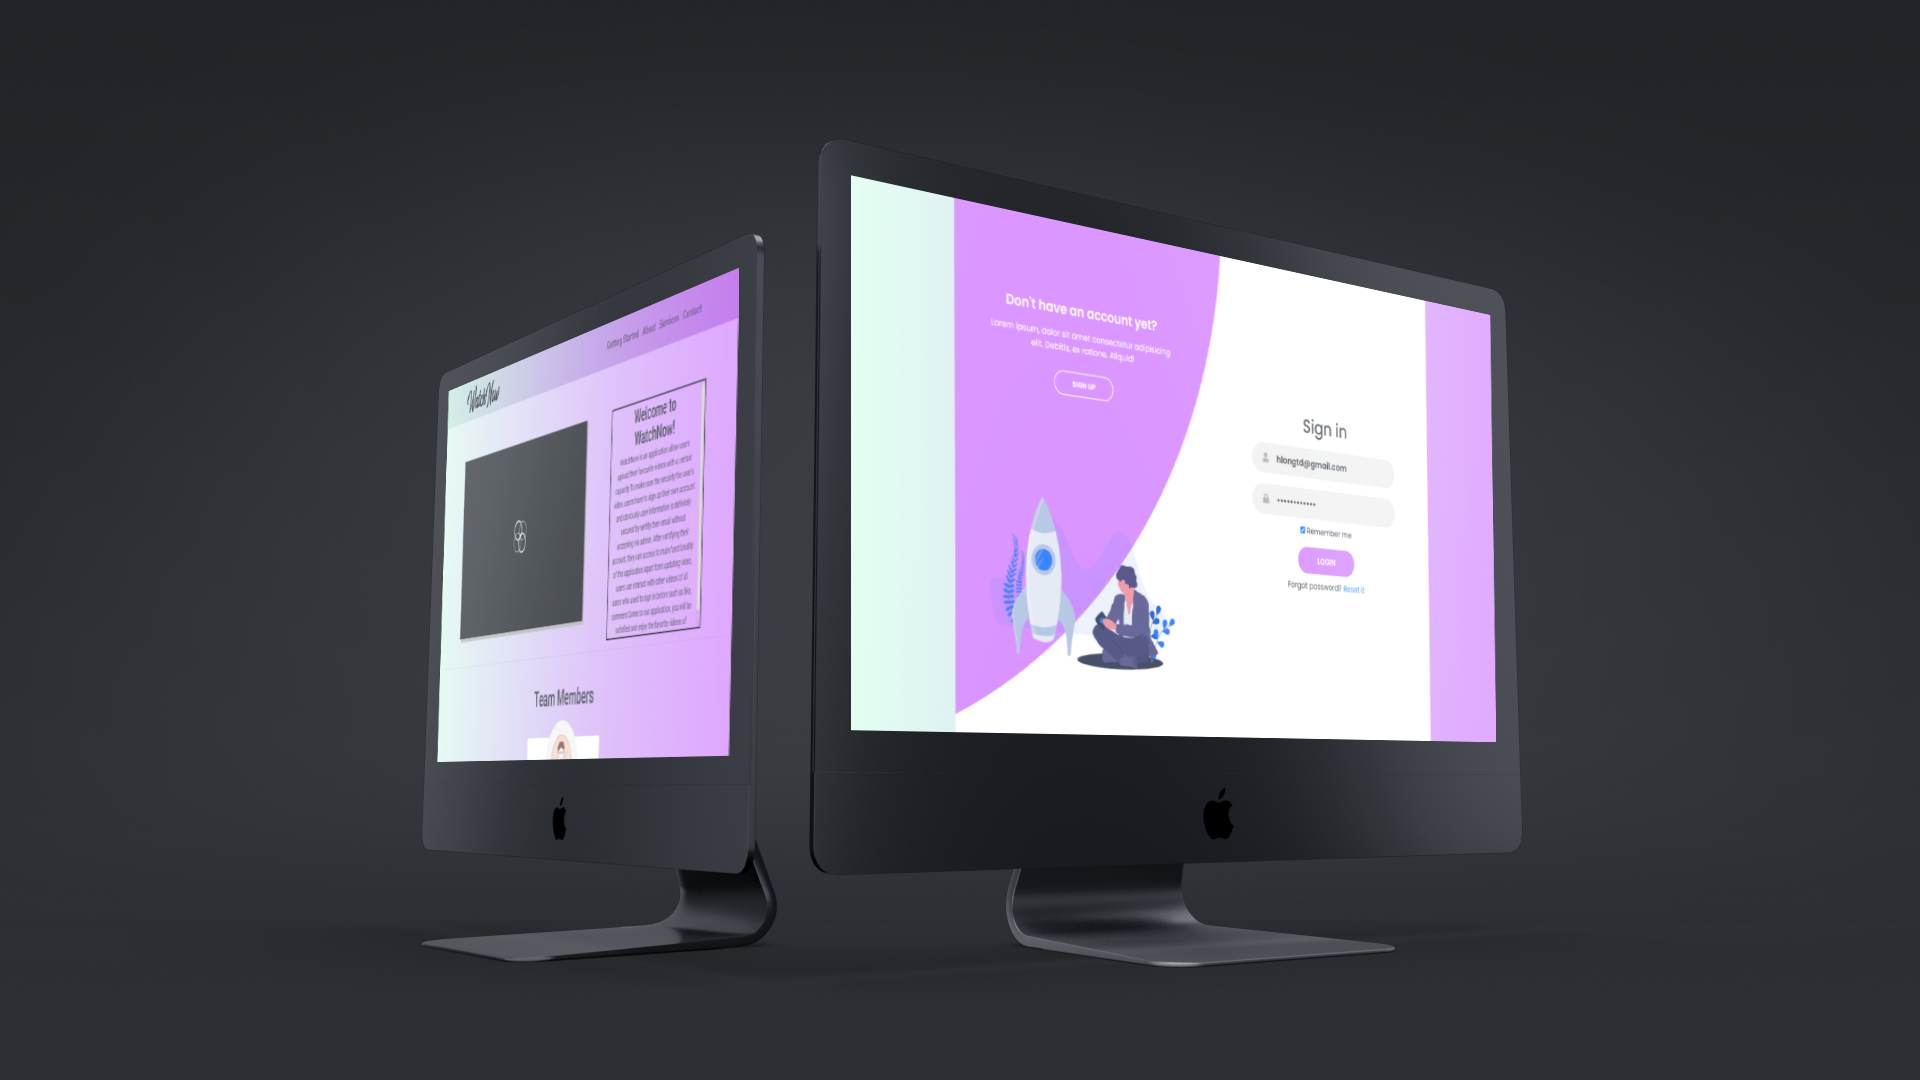 WatchNow
Getting Started About Services Contact
Welcome to
WatchNow!
WatchNow is an application allow users
upload their favourite videos with a certain
capacity. To make sure the security the user's
video, users have to sign up their own account
and obviously user information is definitely
secured by verify their email without
accessing via admin. After verifying their
account, they can access to make functionality
of this application. Apart form updating video,
users can interact with other videos of all
users who used to sign in before such as like,
comment. Come to our application, you will be
satisfied and enjoy the favorite videos of
Team Members
Don't have an account yet?
Lorem ipsum, dolor sit amet consectetur adipisicing
elit. Debitis, ex ratione. Aliquid!
SIGN UP
Sign in
hlongtd@gmail.com
••••••••••••
Remember me
LOGIN
Forgot password? Reset it